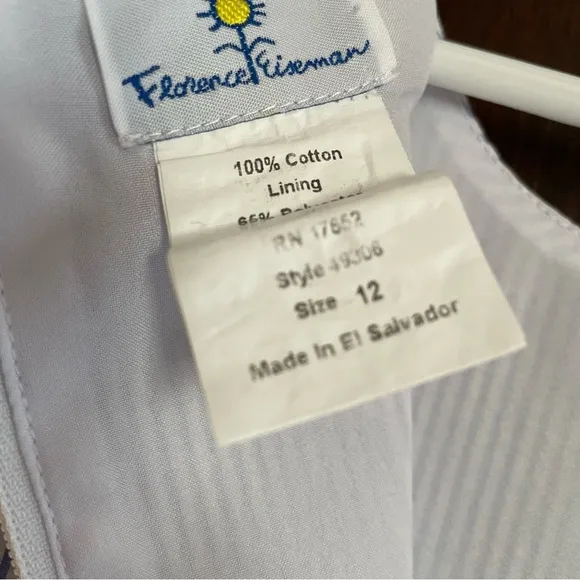 Florence Eiseman
100% Cotton
Lining
RN 17652
Style 49306
Size 12
Made In El Salvador